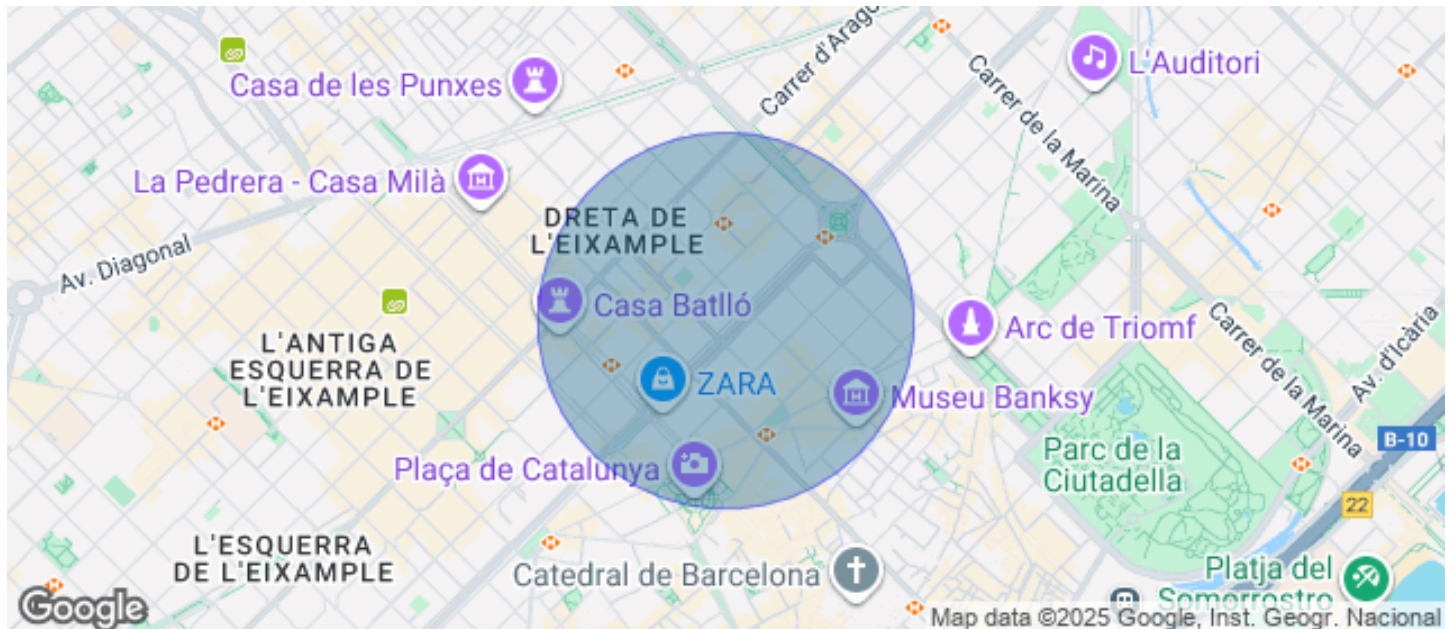 Casa de les Punxes
Carrer d'Arago
L'Auditori
Carrer de la Marina
La Pedrera - Casa Milà
DRETA DE
L'EIXAMPLE
Av. Diagonal
Casa Batlló
Arc de Triomf
Carrer de la Marina
Av. d'Icària
L'ANTIGA
ESQUERRA DE
L'EIXAMPLE
ZARA
Museu Banksy
B-10
Plaça de Catalunya
Parc de la
Ciutadella
22
L'ESQUERRA
DE L'EIXAMPLE
Catedral de Barcelona
Platja del
Somorrostro
Google
Map data ©2025 Google, Inst. Geogr. Nacional